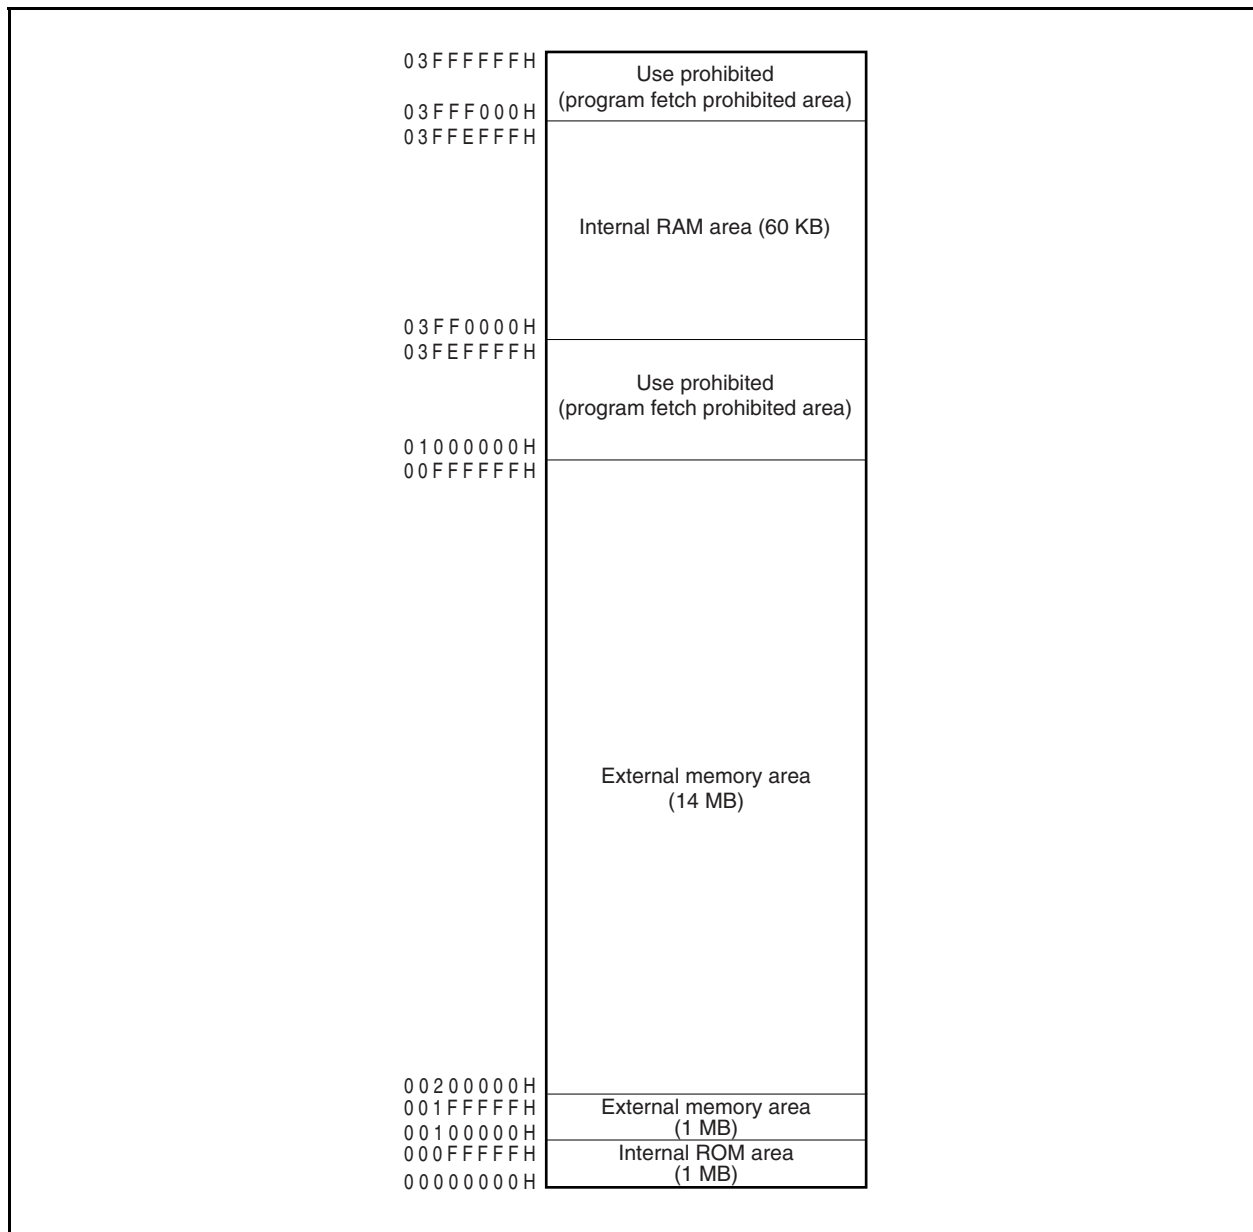 03FFFFFFH
Use prohibited
(program fetch prohibited area)
03FFF000H
03FFEFFFH
Internal RAM area (60 KB)
03FF0000H
03FEFFFFH
Use prohibited
(program fetch prohibited area)
01000000H
00FFFFFFH
External memory area
(14 MB)
00200000H
001FFFFFH
External memory area
(1 MB)
00100000H
000FFFFFH
Internal ROM area
(1 MB)
00000000H